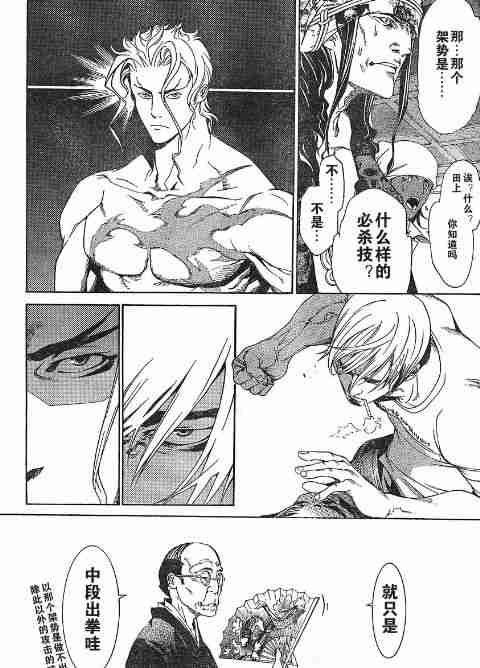 那…那个
架势是……
诶？什么？
田上
你知道吗
不…
不是…
什么样的
必杀技？
就只是
中段出拳哇
以那个架势是做不出
除此以外的攻击的